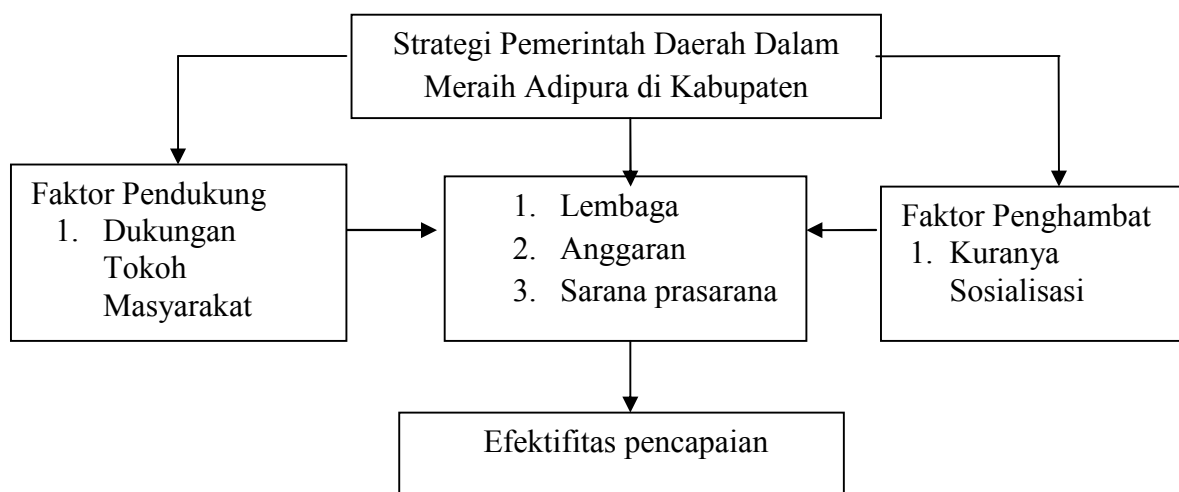 Strategi Pemerintah Daerah Dalam
Meraih Adipura di Kabupaten
Faktor Pendukung
1. Dukungan
Tokoh
Masyarakat
1. Lembaga
2. Anggaran
3. Sarana prasarana
Faktor Penghambat
1. Kuranya
Sosialisasi
Efektifitas pencapaian